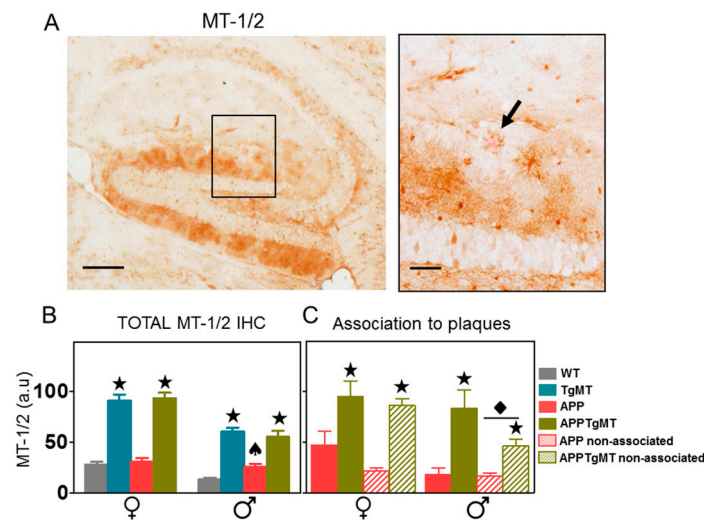 A
MT-1/2
B
TOTAL MT-1/2 IHC
C
Association to plaques
MT-1/2 (a.u)
100
50
0
♀
♂
♀
♂
WT
TgMT
APP
APPTgMT
APP non-associated
APPTgMT non-associated